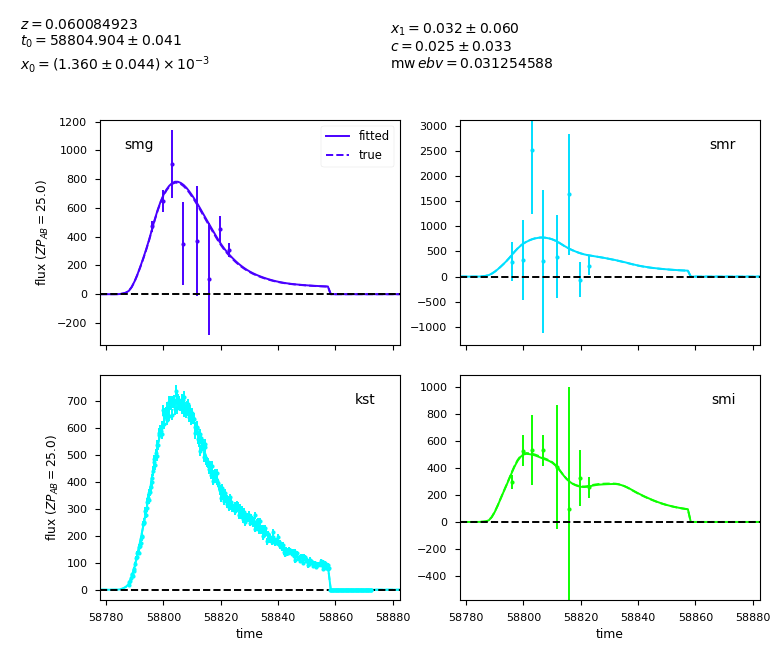 z = 0.060084923
t₀ = 58804.904 ± 0.041
x₀ = (1.360 ± 0.044) × 10⁻³
x₁ = 0.032 ± 0.060
c = 0.025 ± 0.033
mw ebv = 0.031254588
smg
fitted
true
1200
1000
800
600
400
200
0
−200
flux (ZP_AB = 25.0)
smr
3000
2500
2000
1500
1000
500
0
−500
−1000
kst
700
600
500
400
300
200
100
0
flux (ZP_AB = 25.0)
58780 58800 58820 58840 58860 58880
time
smi
1000
800
600
400
200
0
−200
−400
58780 58800 58820 58840 58860 58880
time